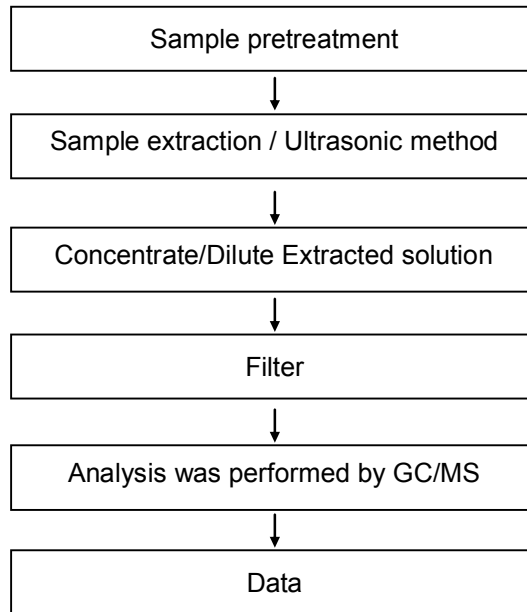 Sample pretreatment
Sample extraction / Ultrasonic method
Concentrate/Dilute Extracted solution
Filter
Analysis was performed by GC/MS
Data